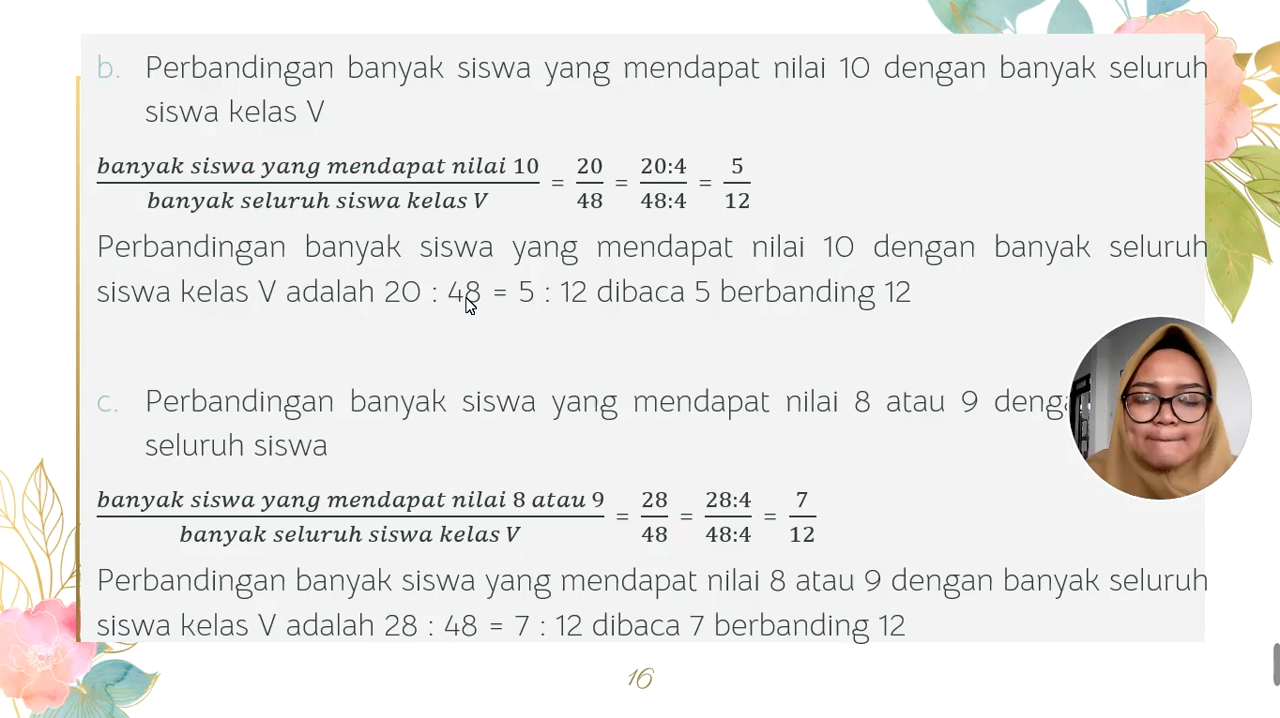 b. Perbandingan banyak siswa yang mendapat nilai 10 dengan banyak seluruh
siswa kelas V
banyak siswa yang mendapat nilai 10 / banyak seluruh siswa kelas V = 20/48 = 20:4/48:4 = 5/12
Perbandingan banyak siswa yang mendapat nilai 10 dengan banyak seluruh
siswa kelas V adalah 20 : 48 = 5 : 12 dibaca 5 berbanding 12
c. Perbandingan banyak siswa yang mendapat nilai 8 atau 9
seluruh siswa
banyak siswa yang mendapat nilai 8 atau 9 / banyak seluruh siswa kelas V = 28/48 = 28:4/48:4 = 7/12
Perbandingan banyak siswa yang mendapat nilai 8 atau 9 dengan banyak seluruh
siswa kelas V adalah 28 : 48 = 7 : 12 dibaca 7 berbanding 12
16